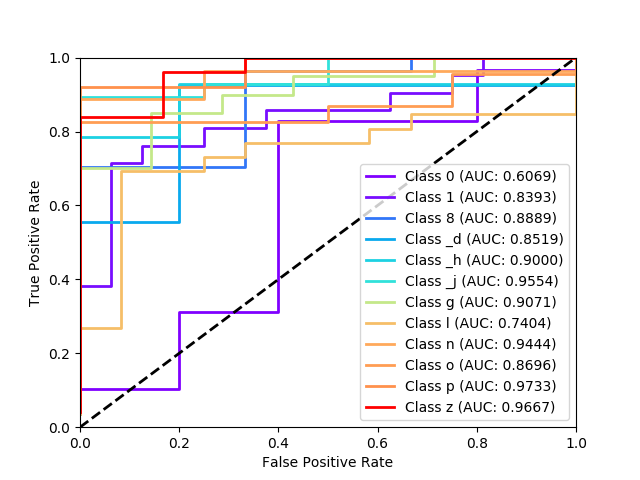 1.0
0.8
0.6
0.4
0.2
0.0
True Positive Rate
Class 0 (AUC: 0.6069)
Class 1 (AUC: 0.8393)
Class 8 (AUC: 0.8889)
Class _d (AUC: 0.8519)
Class _h (AUC: 0.9000)
Class _j (AUC: 0.9554)
Class g (AUC: 0.9071)
Class l (AUC: 0.7404)
Class n (AUC: 0.9444)
Class o (AUC: 0.8696)
Class p (AUC: 0.9733)
Class z (AUC: 0.9667)
0.0 0.2 0.4 0.6 0.8 1.0
False Positive Rate